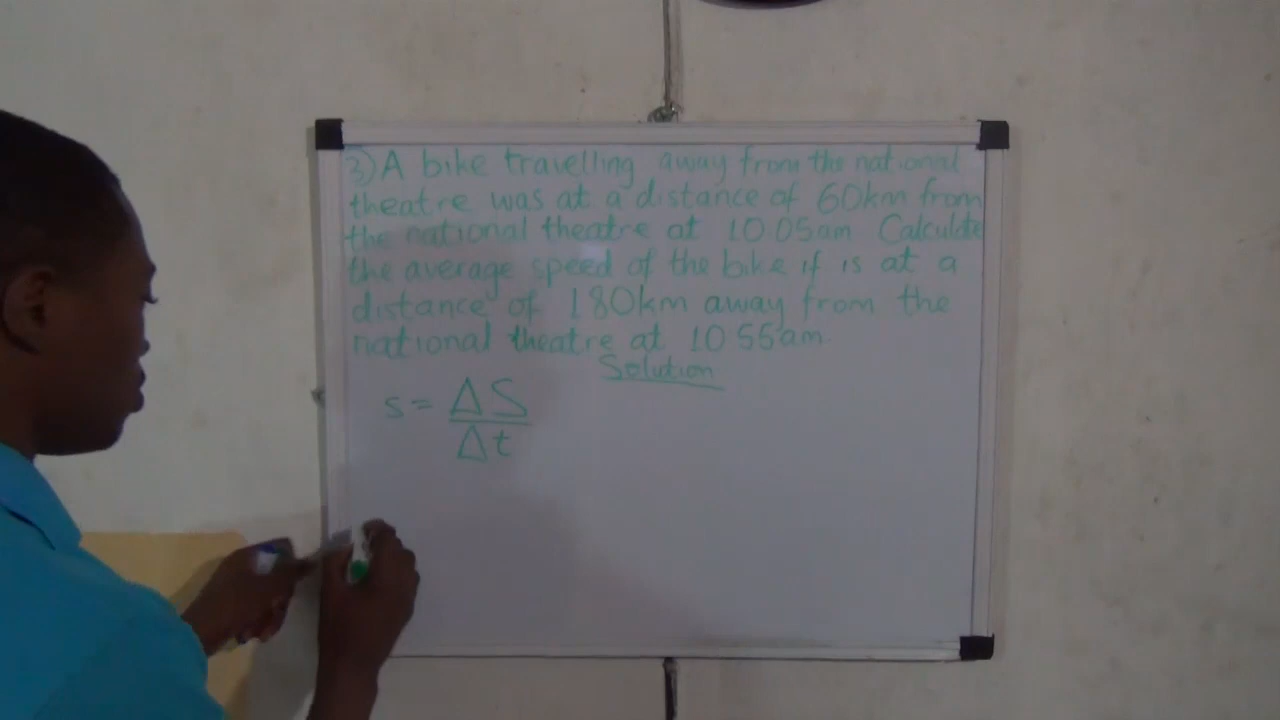 3) A bike travelling away from the national
theatre was at a distance of 60km from
the national theatre at 10.05am Calculate
the average speed of the bike if is at a
distance of 180km away from the
national theatre at 10.55am.
Solution
s = ΔS
Δt